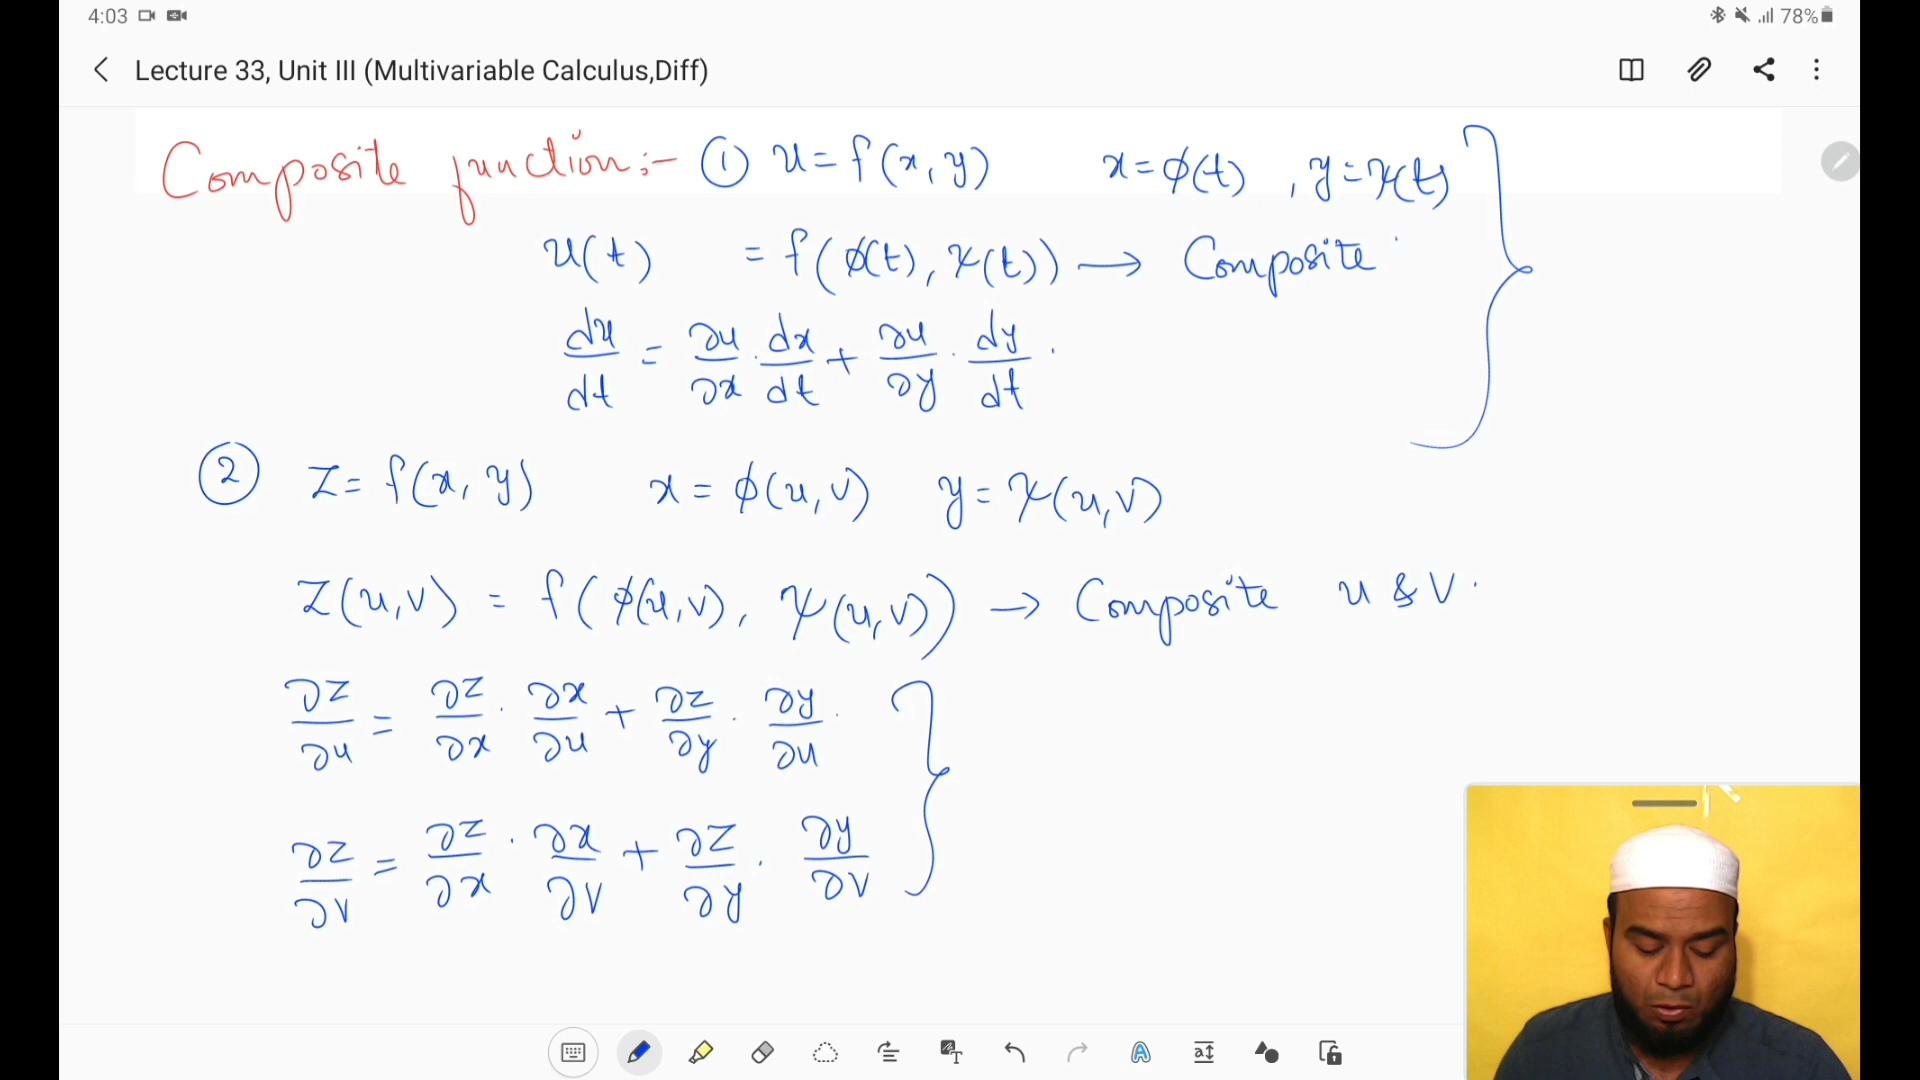 4:03 78%
Lecture 33, Unit III (Multivariable Calculus,Diff)
Composite function:- ① u = f(x, y) x = ϕ(t) , y = ψ(t)
u(t) = f(ϕ(t), ψ(t)) → Composite.
du/dt = ∂u/∂x · dx/dt + ∂u/∂y · dy/dt .
② Z = f(x, y) x = ϕ(u, v) y = ψ(u, v)
Z(u,v) = f(ϕ(u,v), ψ(u,v)) → Composite u & v.
∂z/∂u = ∂z/∂x · ∂x/∂u + ∂z/∂y · ∂y/∂u .
∂z/∂v = ∂z/∂x · ∂x/∂v + ∂z/∂y · ∂y/∂v